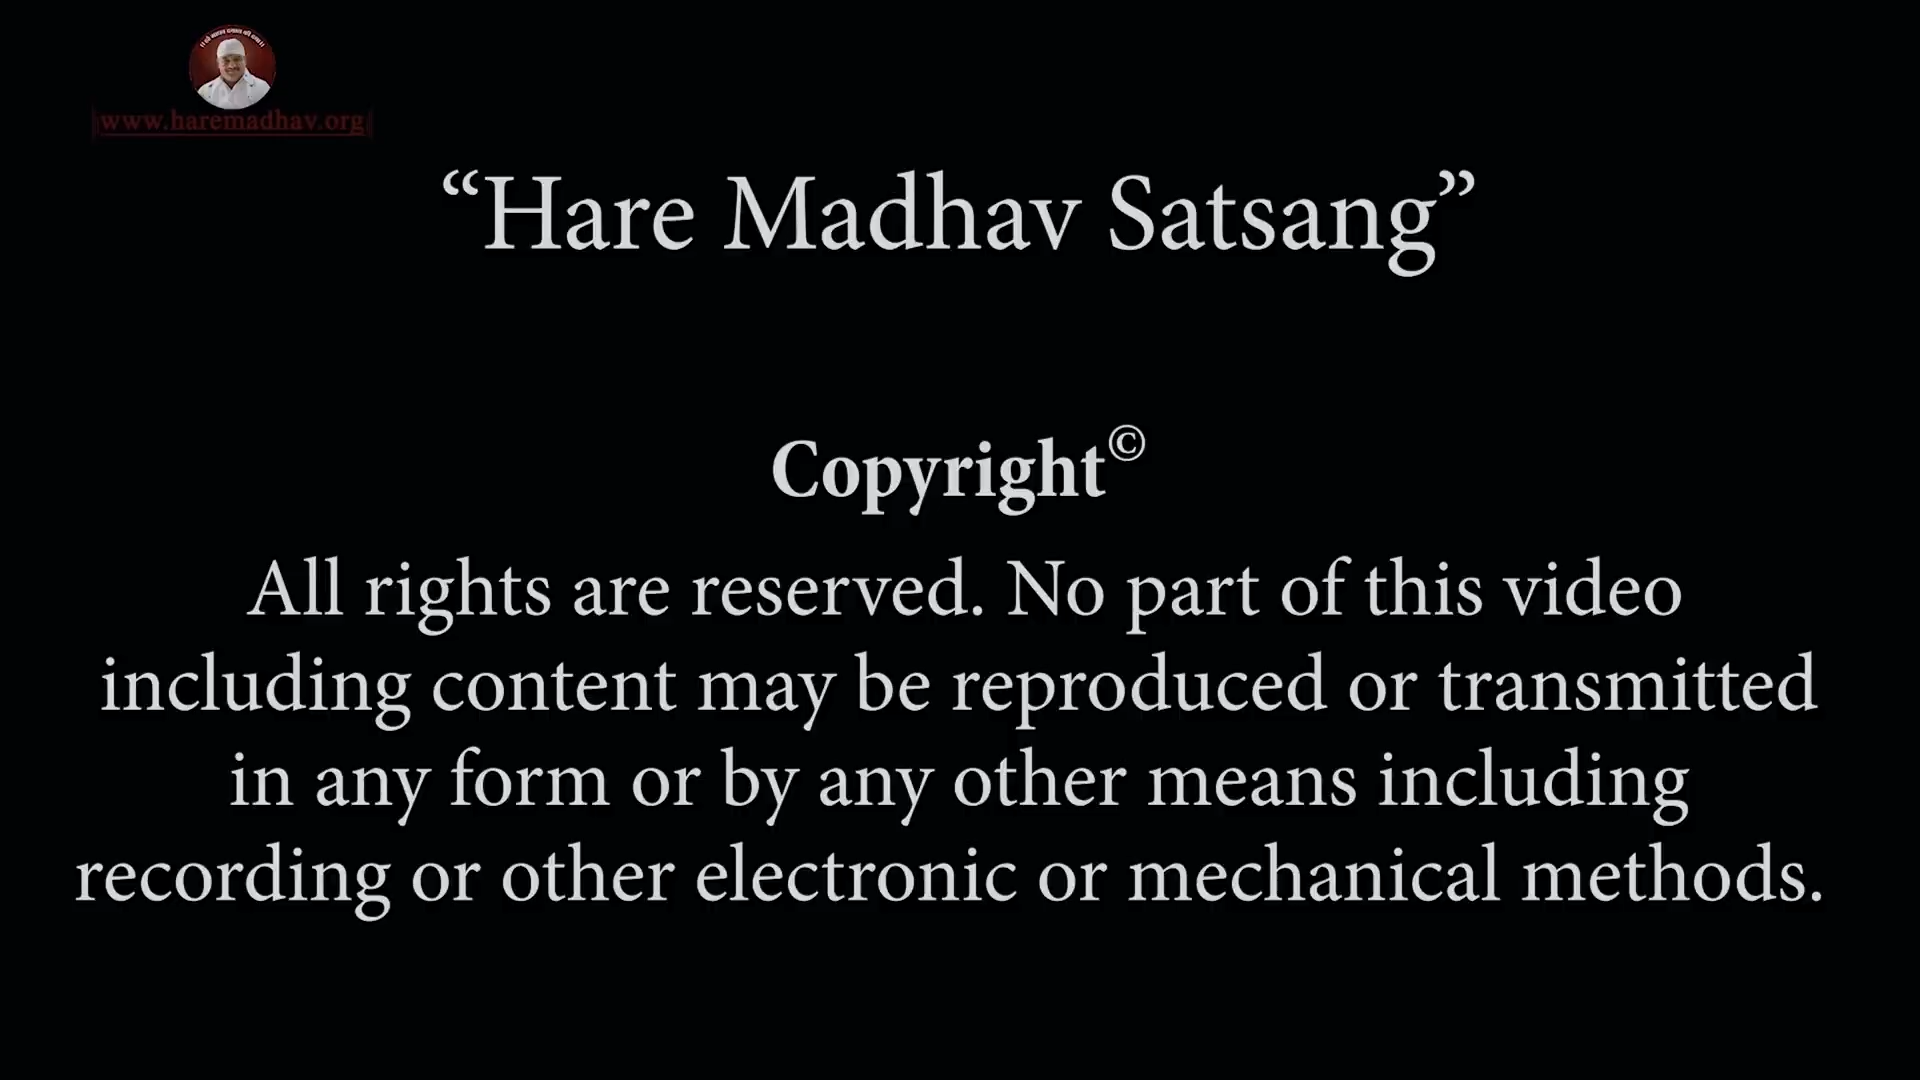 www.haremadhav.org
“Hare Madhav Satsang”
Copyright©
All rights are reserved. No part of this video
including content may be reproduced or transmitted
in any form or by any other means including
recording or other electronic or mechanical methods.